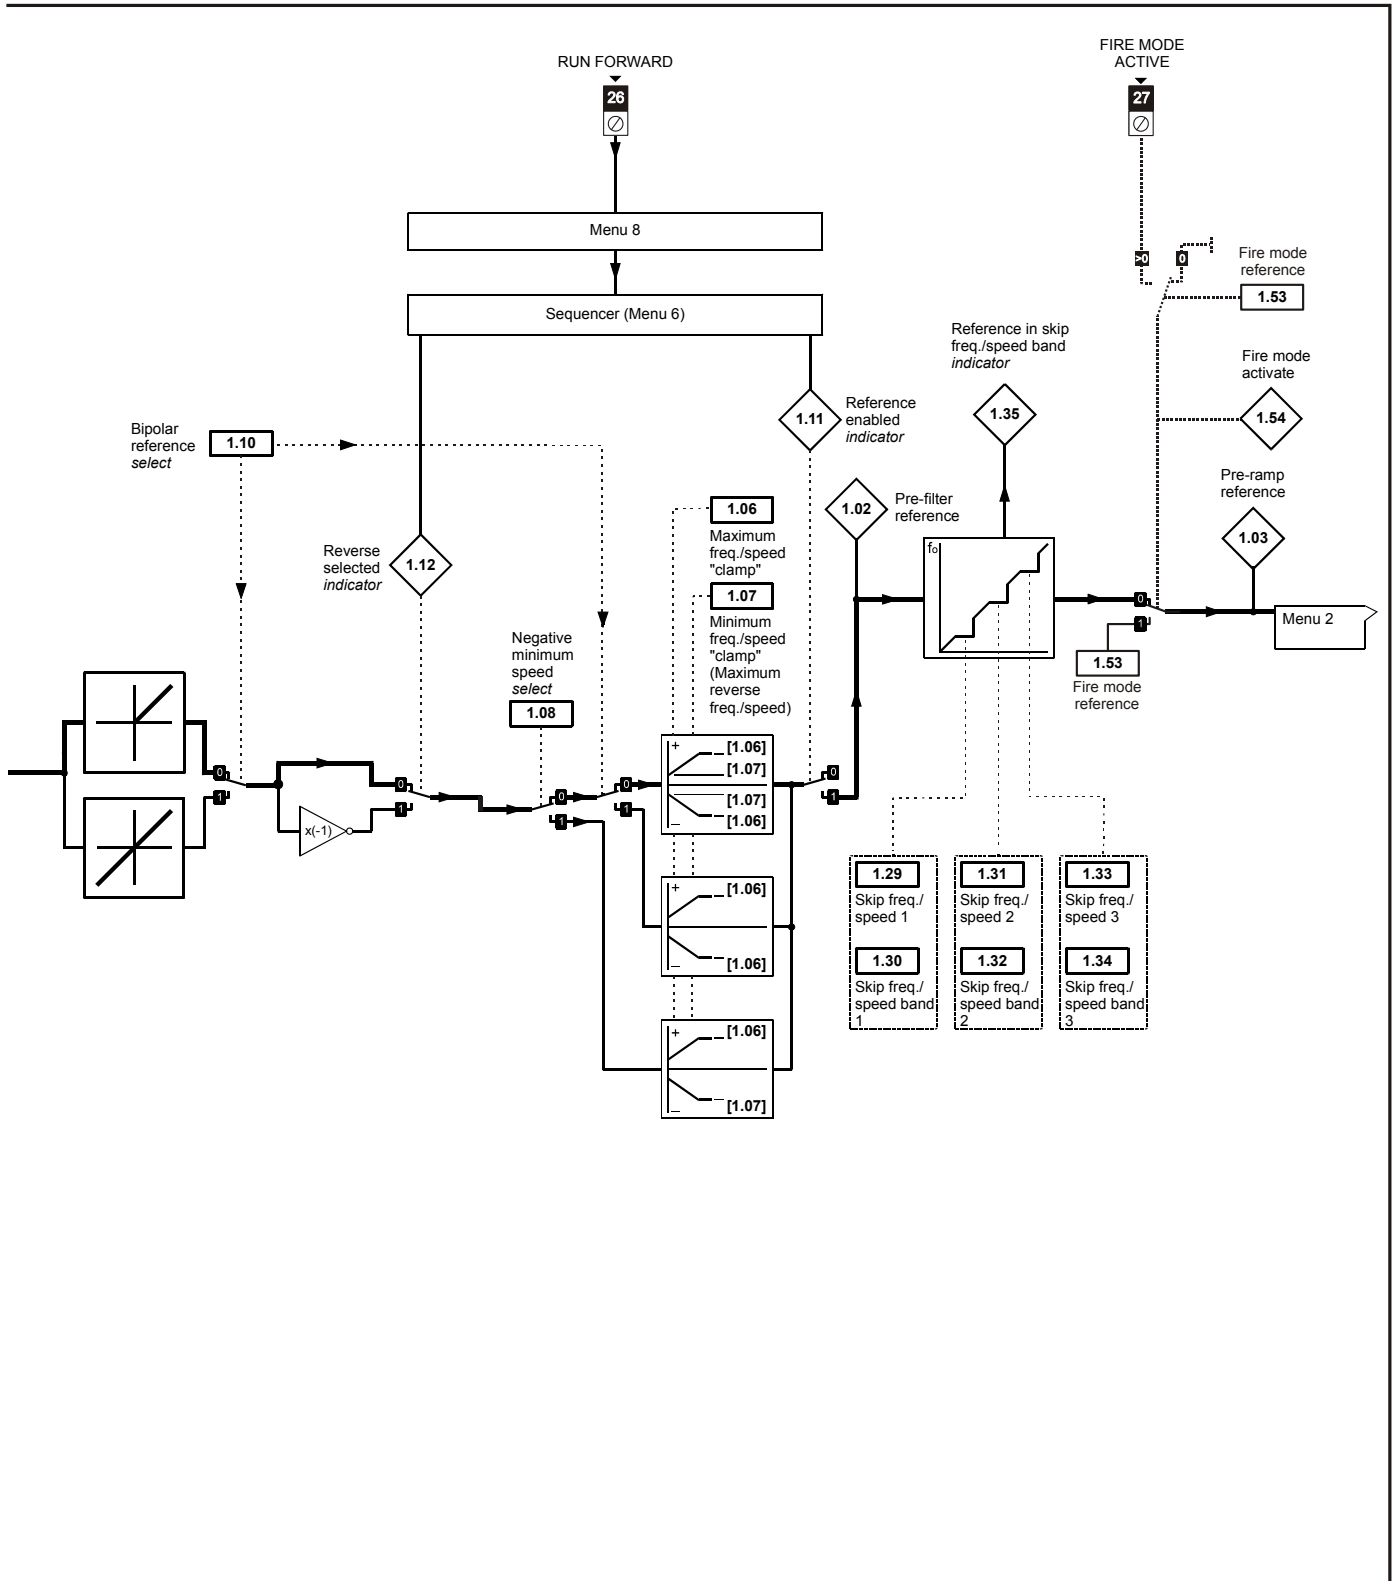 RUN FORWARD
26
FIRE MODE
ACTIVE
27
Menu 8
>0
0
Fire mode
reference
1.53
Sequencer (Menu 6)
Reference in skip
freq./speed band
indicator
1.35
Fire mode
activate
1.54
1.11
Reference
enabled
indicator
Bipolar
reference
select
1.10
Pre-ramp
reference
1.03
1.06
Maximum
freq./speed
"clamp"
1.02
Pre-filter
reference
Reverse
selected
indicator
1.12
fo
1.07
Minimum
freq./speed
"clamp"
(Maximum
reverse
freq./speed)
0
1
Menu 2
1.53
Fire mode
reference
Negative
minimum
speed
select
1.08
0
1
x(-1)
0
1
0
1
0
1
+
[1.06]
[1.07]
[1.07]
_
[1.06]
0
1
+
[1.06]
_
[1.06]
+
[1.06]
_
[1.07]
1.29
Skip freq./
speed 1
1.30
Skip freq./
speed band
1
1.31
Skip freq./
speed 2
1.32
Skip freq./
speed band
2
1.33
Skip freq./
speed 3
1.34
Skip freq./
speed band
3